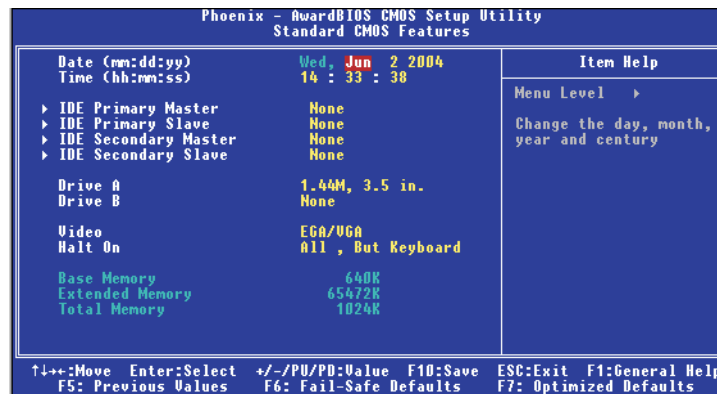 Phoenix - AwardBIOS CMOS Setup Utility
Standard CMOS Features
Date (mm:dd:yy) Wed, Jun 2 2004
Time (hh:mm:ss) 14 : 33 : 38
IDE Primary Master None
IDE Primary Slave None
IDE Secondary Master None
IDE Secondary Slave None
Drive A 1.44M, 3.5 in.
Drive B None
Video EGA/VGA
Halt On All , But Keyboard
Base Memory 640K
Extended Memory 65472K
Total Memory 1024K
Item Help
Menu Level
Change the day, month,
year and century
↑↓→←:Move Enter:Select +/-/PU/PD:Value F10:Save ESC:Exit F1:General Help
F5: Previous Values F6: Fail-Safe Defaults F7: Optimized Defaults